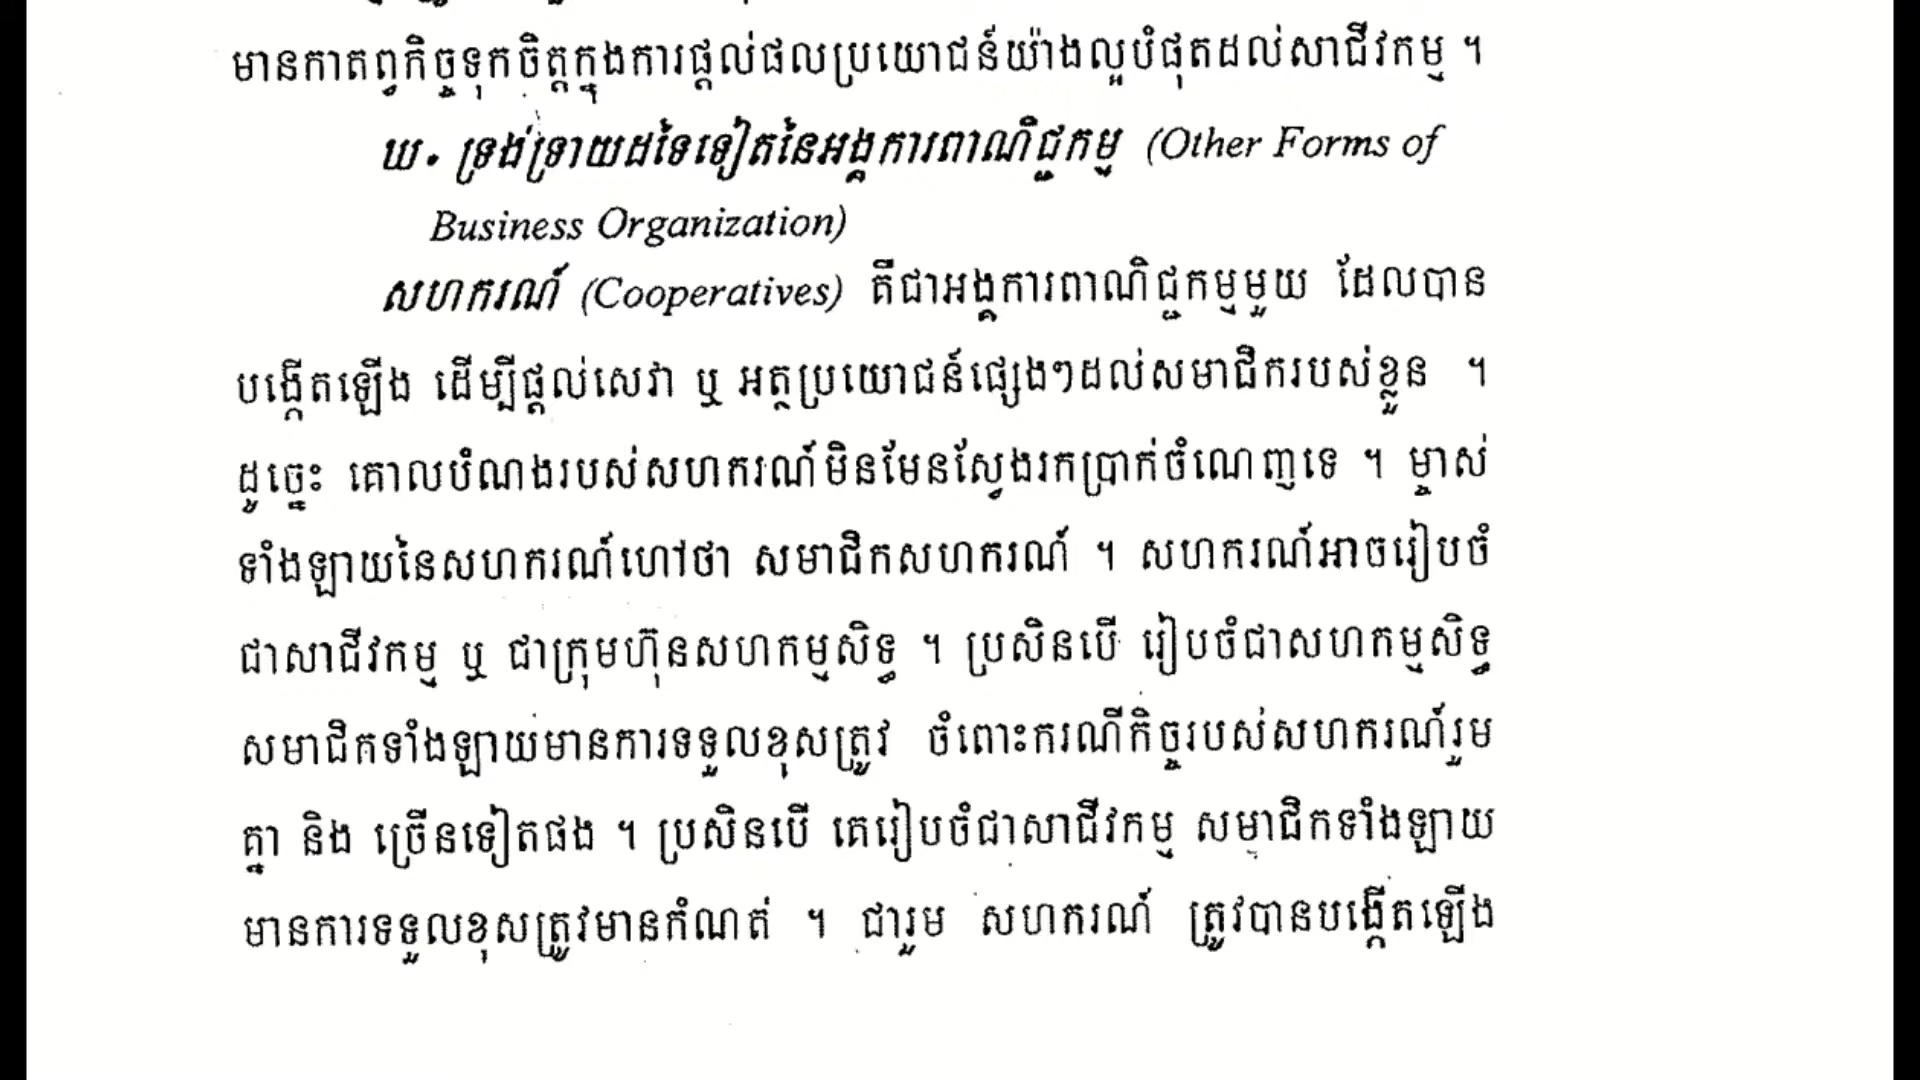 មានកាតព្វកិច្ចទុកចិត្តក្នុងការផ្ដល់ផលប្រយោជន៍យ៉ាងល្អបំផុតដល់សាជីវកម្ម ។
ឃ. ទ្រង់ទ្រាយដទៃទៀតនៃអង្គការពាណិជ្ជកម្ម (Other Forms of
Business Organization)
សហករណ៍ (Cooperatives) គឺជាអង្គការពាណិជ្ជកម្មមួយ ដែលបាន
បង្កើតឡើង ដើម្បីផ្ដល់សេវា ឬ អត្ថប្រយោជន៍ផ្សេងៗដល់សមាជិករបស់ខ្លួន ។
ដូច្នេះ គោលបំណងរបស់សហករណ៍មិនមែនស្វែងរកប្រាក់ចំណេញទេ ។ ម្ចាស់
ទាំងឡាយនៃសហករណ៍ហៅថា សមាជិកសហករណ៍ ។ សហករណ៍អាចរៀបចំ
ជាសាជីវកម្ម ឬ ជាក្រុមហ៊ុនសហកម្មសិទ្ធ ។ ប្រសិនបើ រៀបចំជាសហកម្មសិទ្ធ
សមាជិកទាំងឡាយមានការទទួលខុសត្រូវ ចំពោះករណីកិច្ចរបស់សហករណ៍រួម
គ្នា និង ច្រើនទៀតផង ។ ប្រសិនបើ គេរៀបចំជាសាជីវកម្ម សមាជិកទាំងឡាយ
មានការទទួលខុសត្រូវមានកំណត់ ។ ជារួម សហករណ៍ ត្រូវបានបង្កើតឡើង